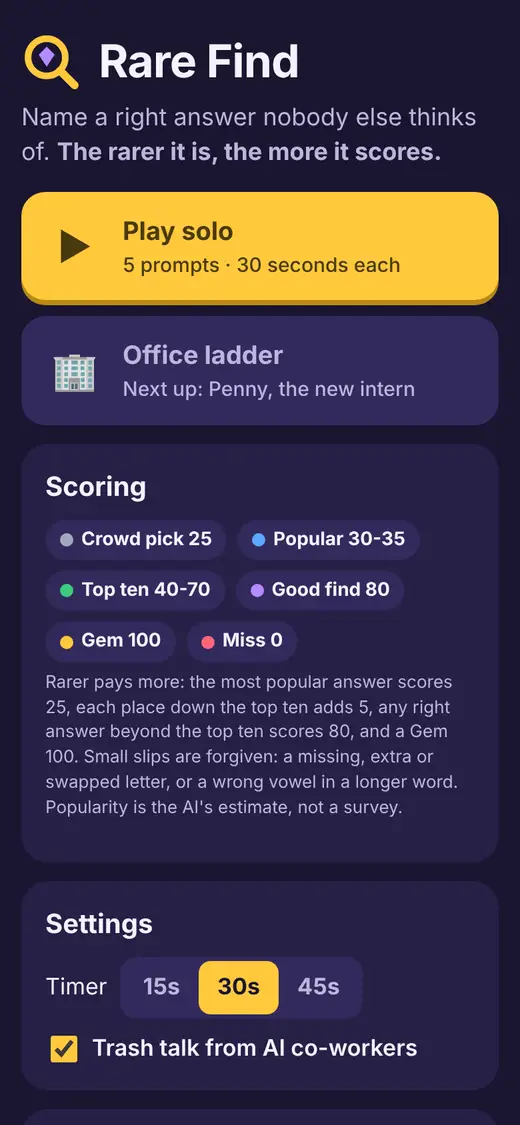 Rare Find
Name a right answer nobody else thinks
of. The rarer it is, the more it scores.
Play solo
5 prompts · 30 seconds each
Office ladder
Next up: Penny, the new intern
Scoring
Crowd pick 25
Popular 30-35
Top ten 40-70
Good find 80
Gem 100
Miss 0
Rarer pays more: the most popular answer scores
25, each place down the top ten adds 5, any right
answer beyond the top ten scores 80, and a Gem
100. Small slips are forgiven: a missing, extra or
swapped letter, or a wrong vowel in a longer word.
Popularity is the AI's estimate, not a survey.
Settings
Timer 15s 30s 45s
Trash talk from AI co-workers